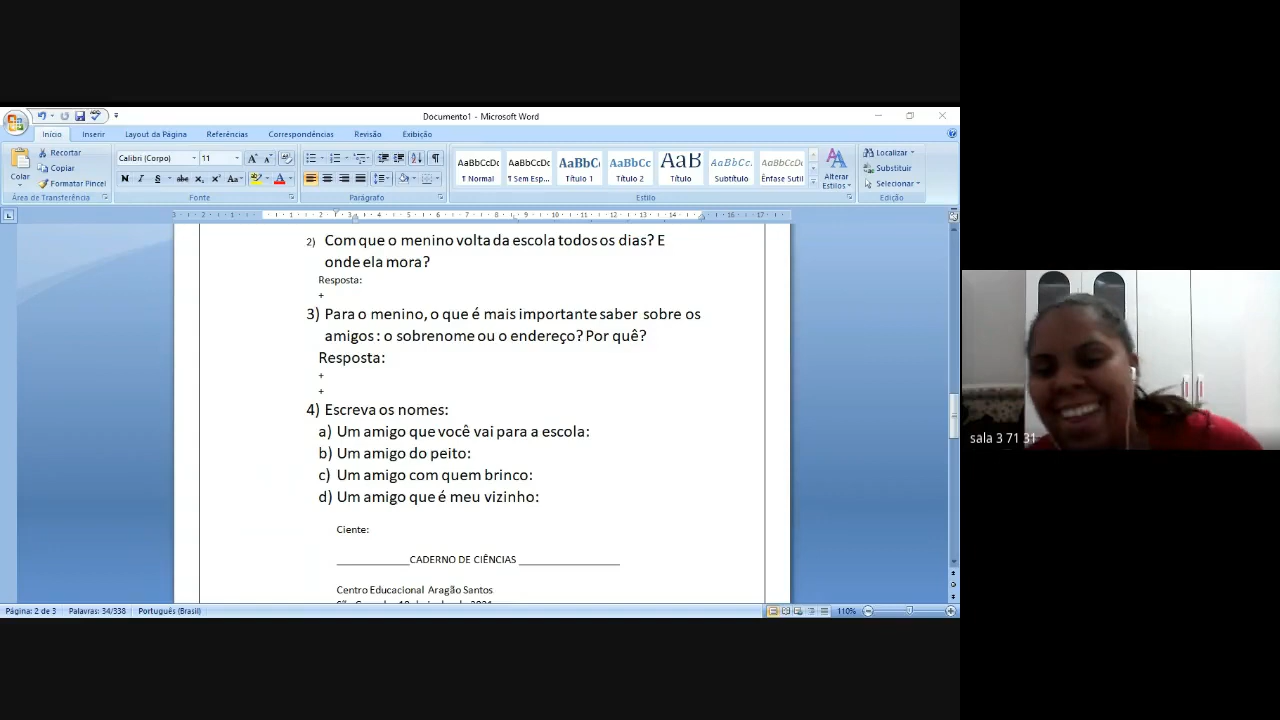 Documento1 - Microsoft Word
Início Inserir Layout da Página Referências Correspondências Revisão Exibição
Colar
Recortar
Copiar
Formatar Pincel
Área de Transferência
Calibri (Corpo) 11
Fonte
Parágrafo
AaBbCcDc AaBbCcDc AaBbC AaBbCc AaB AaBbCc AaBbCcDc
¶ Normal ¶ Sem Esp... Título 1 Título 2 Título Subtítulo Ênfase Sutil
Alterar Estilos
Estilo
Localizar
Substituir
Selecionar
Edição
2) Com que o menino volta da escola todos os dias? E
onde ela mora?
Resposta:
+
3) Para o menino, o que é mais importante saber sobre os
amigos : o sobrenome ou o endereço? Por quê?
Resposta:
+
+
4) Escreva os nomes:
a) Um amigo que você vai para a escola:
b) Um amigo do peito:
c) Um amigo com quem brinco:
d) Um amigo que é meu vizinho:
Ciente:
______________CADERNO DE CIÊNCIAS ____________________
Centro Educacional Aragão Santos
Página: 2 de 3 Palavras: 34/338 Português (Brasil) 110%
sala 3 71 31